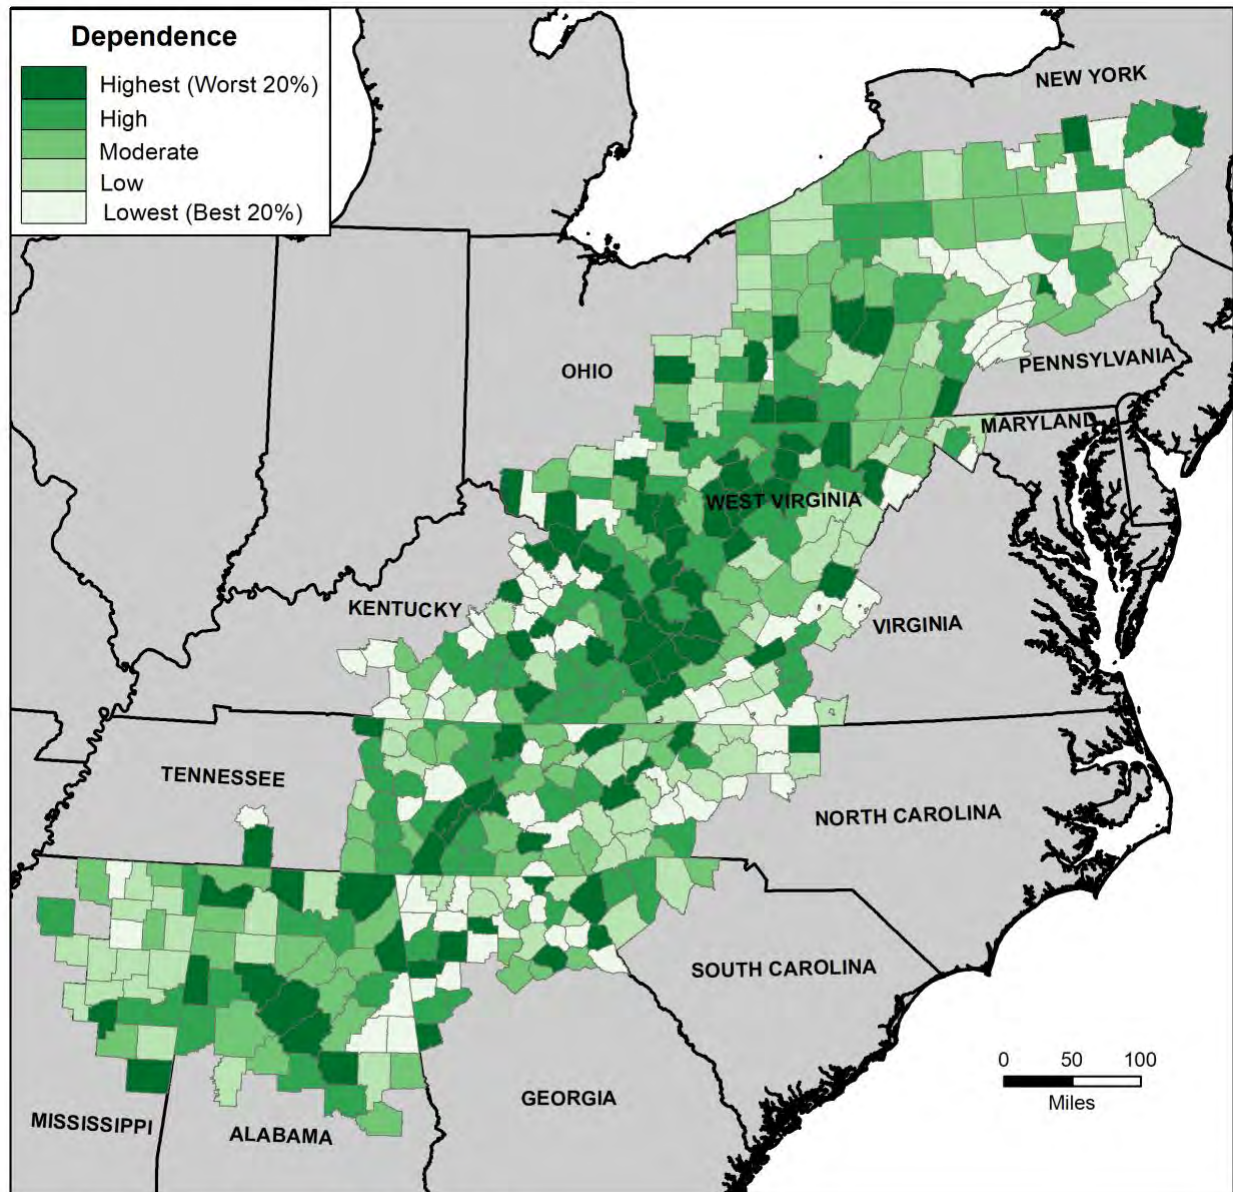 Dependence
Highest (Worst 20%)
High
Moderate
Low
Lowest (Best 20%)
NEW YORK
PENNSYLVANIA
OHIO
MARYLAND
WEST VIRGINIA
KENTUCKY
VIRGINIA
TENNESSEE
NORTH CAROLINA
SOUTH CAROLINA
0 50 100
Miles
GEORGIA
MISSISSIPPI
ALABAMA